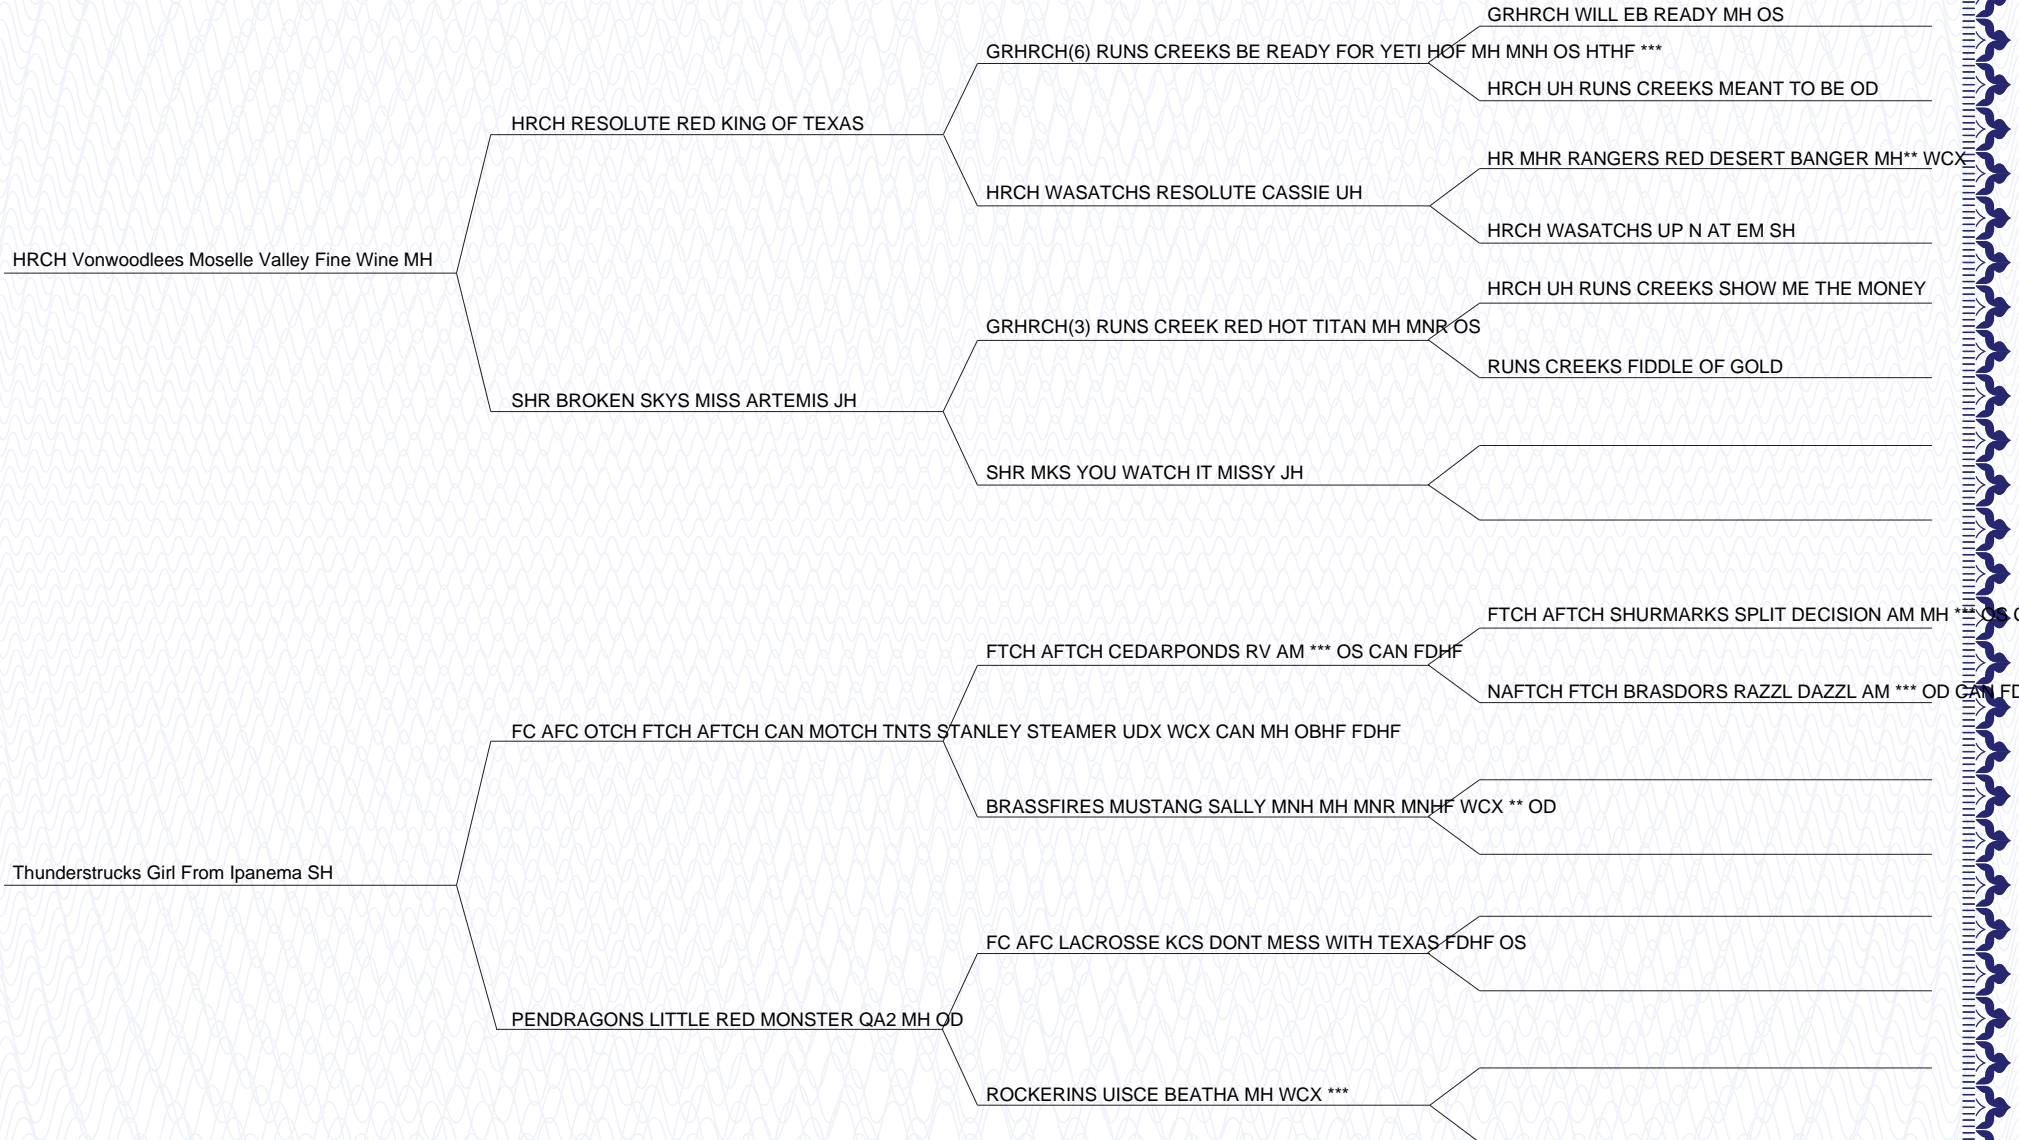 GRHRCH WILL EB READY MH OS
GRHRCH(6) RUNS CREEKS BE READY FOR YETI HOF MH MNH OS HTHF ***
HRCH UH RUNS CREEKS MEANT TO BE OD
HRCH RESOLUTE RED KING OF TEXAS
HR MHR RANGERS RED DESERT BANGER MH** WCX
HRCH WASATCHS RESOLUTE CASSIE UH
HRCH WASATCHS UP N AT EM SH
HRCH Vonwoodlees Moselle Valley Fine Wine MH
HRCH UH RUNS CREEKS SHOW ME THE MONEY
GRHRCH(3) RUNS CREEK RED HOT TITAN MH MNR OS
RUNS CREEKS FIDDLE OF GOLD
SHR BROKEN SKYS MISS ARTEMIS JH
SHR MKS YOU WATCH IT MISSY JH
FTCH AFTCH SHURMARKS SPLIT DECISION AM MH *** OS
FTCH AFTCH CEDARPONDS RV AM *** OS CAN FDHF
NAFTCH FTCH BRASDORS RAZZL DAZZL AM *** OD CAN
FC AFC OTCH FTCH AFTCH CAN MOTCH TNTS STANLEY STEAMER UDX WCX CAN MH OBHF FDHF
BRASSFIRES MUSTANG SALLY MNH MH MNR MNHF WCX ** OD
Thunderstrucks Girl From Ipanema SH
FC AFC LACROSSE KCS DONT MESS WITH TEXAS FDHF OS
PENDRAGONS LITTLE RED MONSTER QA2 MH OD
ROCKERINS UISCE BEATHA MH WCX ***